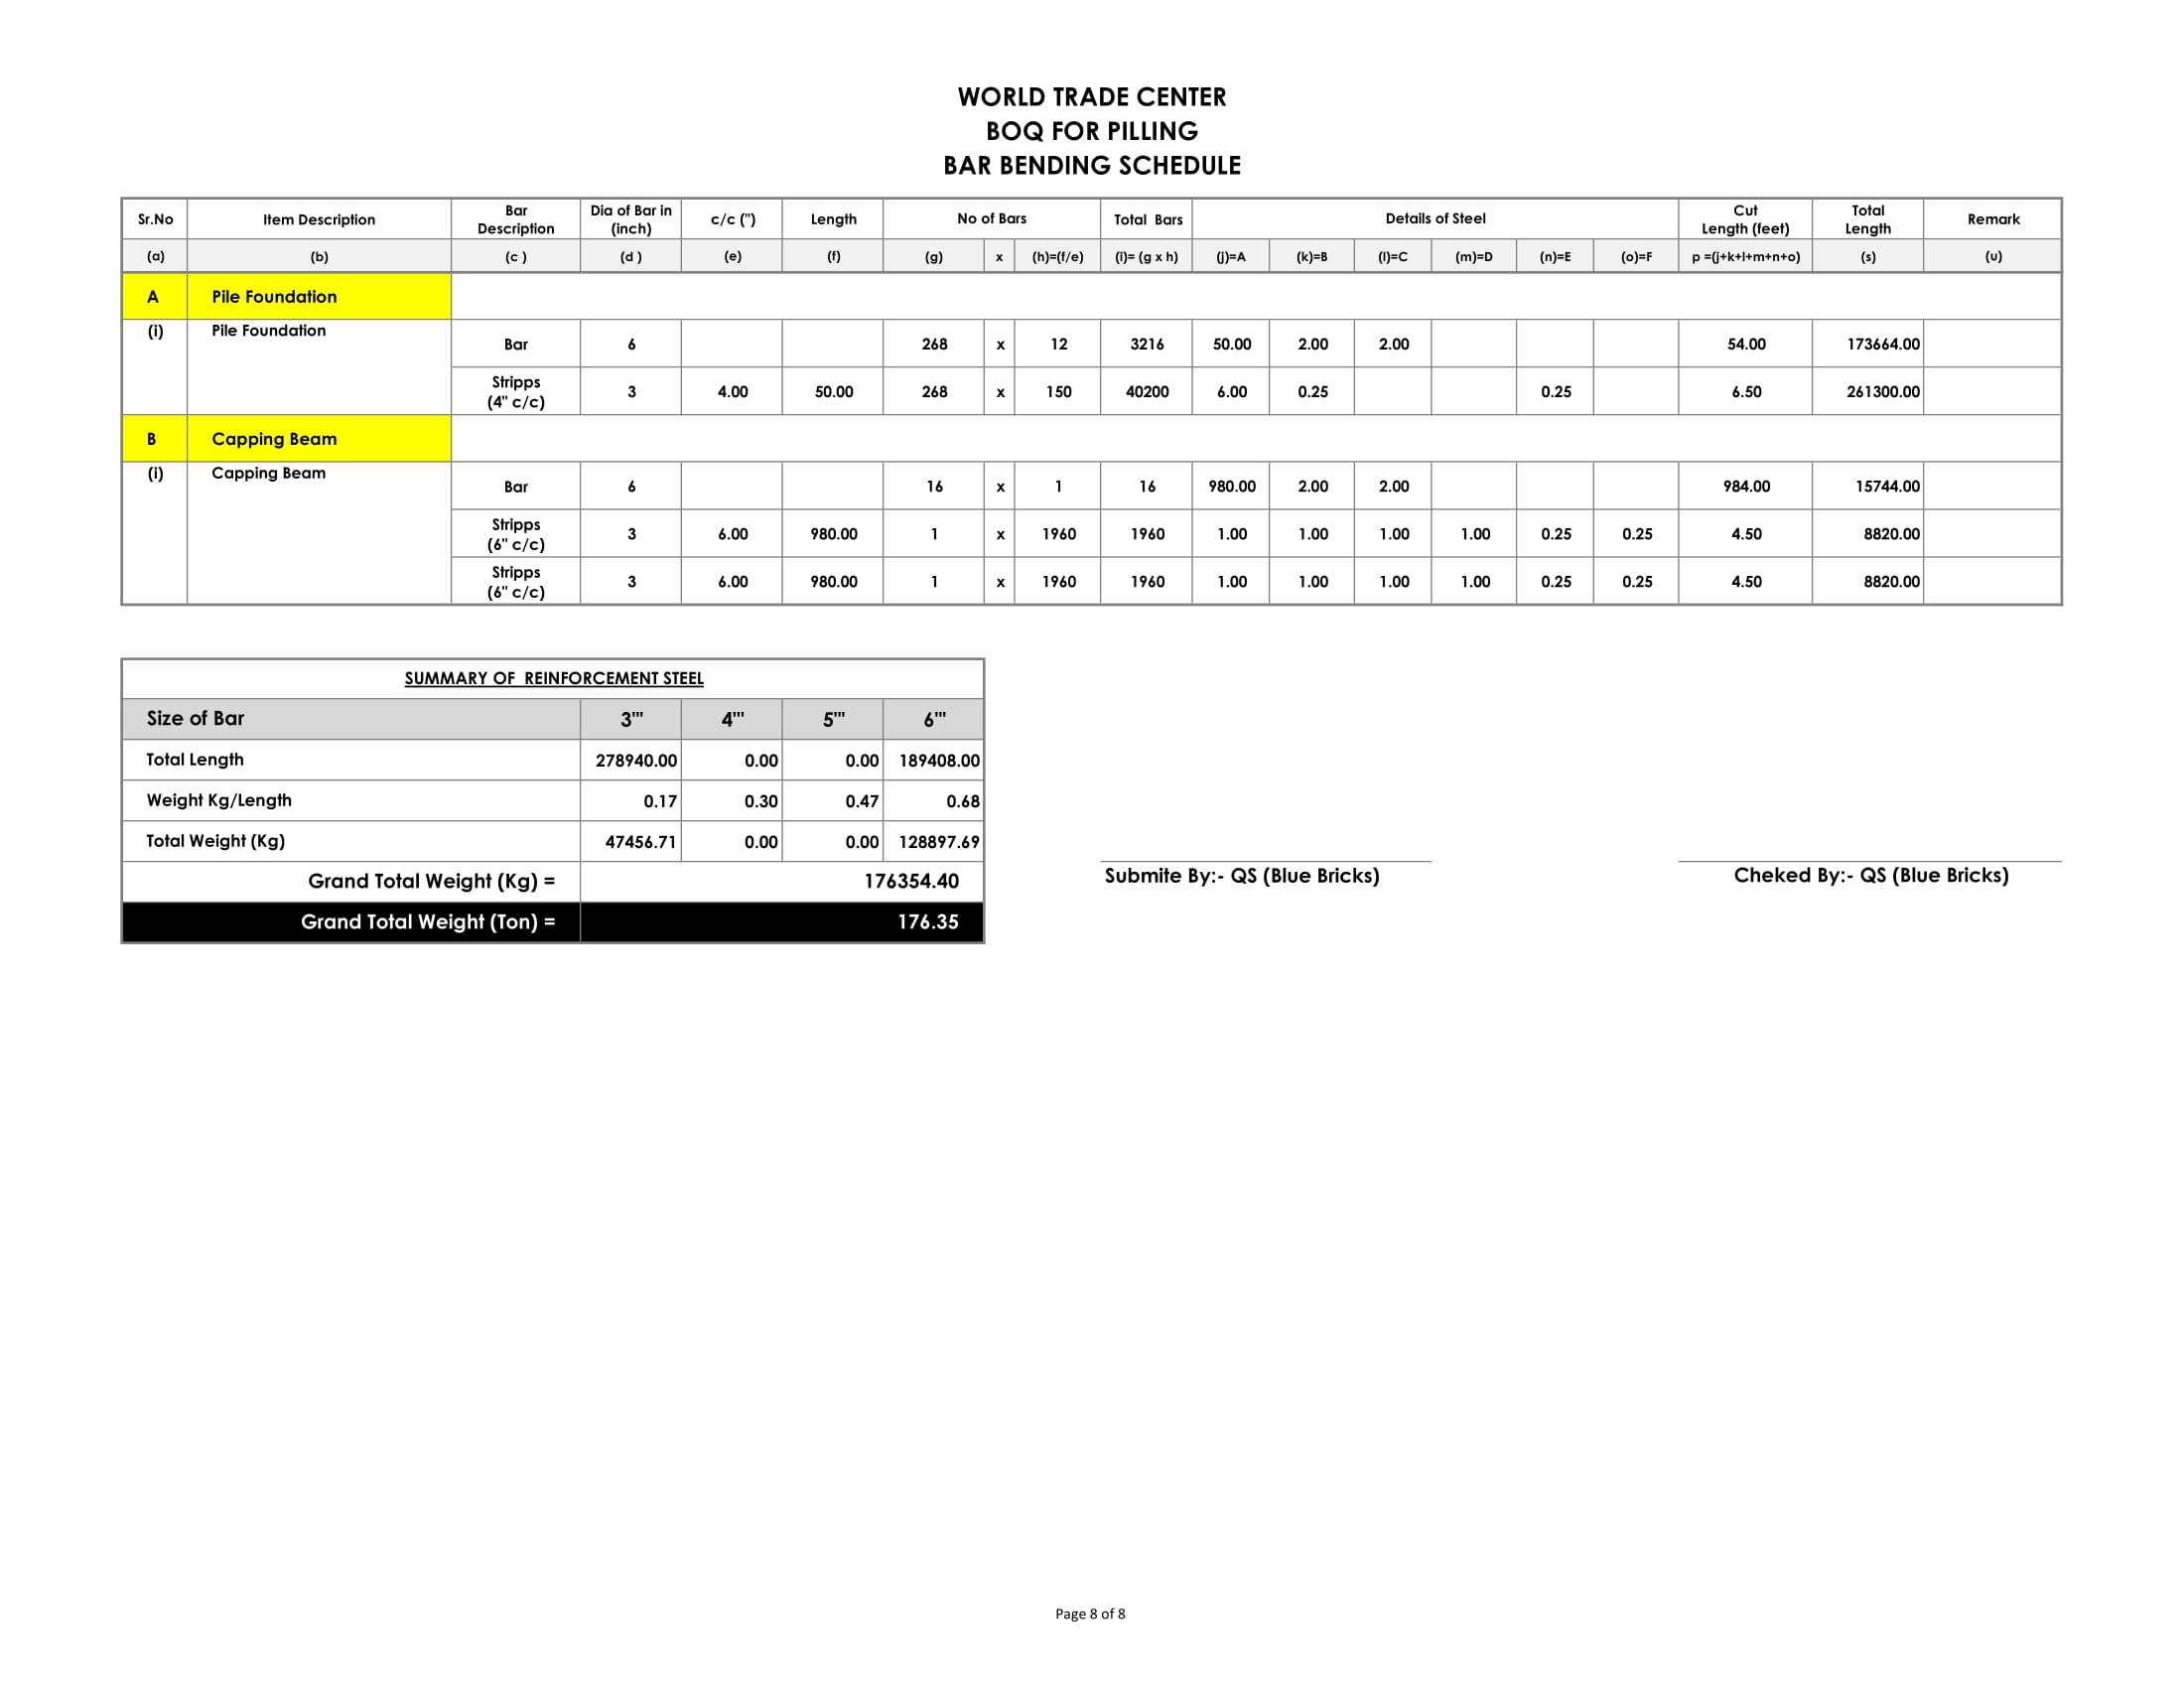 WORLD TRADE CENTER
BOQ FOR PILLING
BAR BENDING SCHEDULE
Sr.No Item Description Bar Description Dia of Bar in (inch) c/c (") Length No of Bars Total Bars Details of Steel Cut Length (feet) Total Length Remark
(a) (b) (c ) (d ) (e) (f) (g) x (h)=(f/e) (i)= (g x h) (j)=A (k)=B (l)=C (m)=D (n)=E (o)=F p =(j+k+l+m+n+o) (s) (u)
A Pile Foundation
(i) Pile Foundation
Bar 6 268 x 12 3216 50.00 2.00 2.00 54.00 173664.00
Stripps (4" c/c) 3 4.00 50.00 268 x 150 40200 6.00 0.25 0.25 6.50 261300.00
B Capping Beam
(i) Capping Beam
Bar 6 16 x 1 16 980.00 2.00 2.00 984.00 15744.00
Stripps (6" c/c) 3 6.00 980.00 1 x 1960 1960 1.00 1.00 1.00 1.00 0.25 0.25 4.50 8820.00
Stripps (6" c/c) 3 6.00 980.00 1 x 1960 1960 1.00 1.00 1.00 1.00 0.25 0.25 4.50 8820.00
SUMMARY OF REINFORCEMENT STEEL
Size of Bar 3''' 4''' 5''' 6'''
Total Length 278940.00 0.00 0.00 189408.00
Weight Kg/Length 0.17 0.30 0.47 0.68
Total Weight (Kg) 47456.71 0.00 0.00 128897.69
Grand Total Weight (Kg) = 176354.40
Grand Total Weight (Ton) = 176.35
Submite By:- QS (Blue Bricks)
Cheked By:- QS (Blue Bricks)
Page 8 of 8